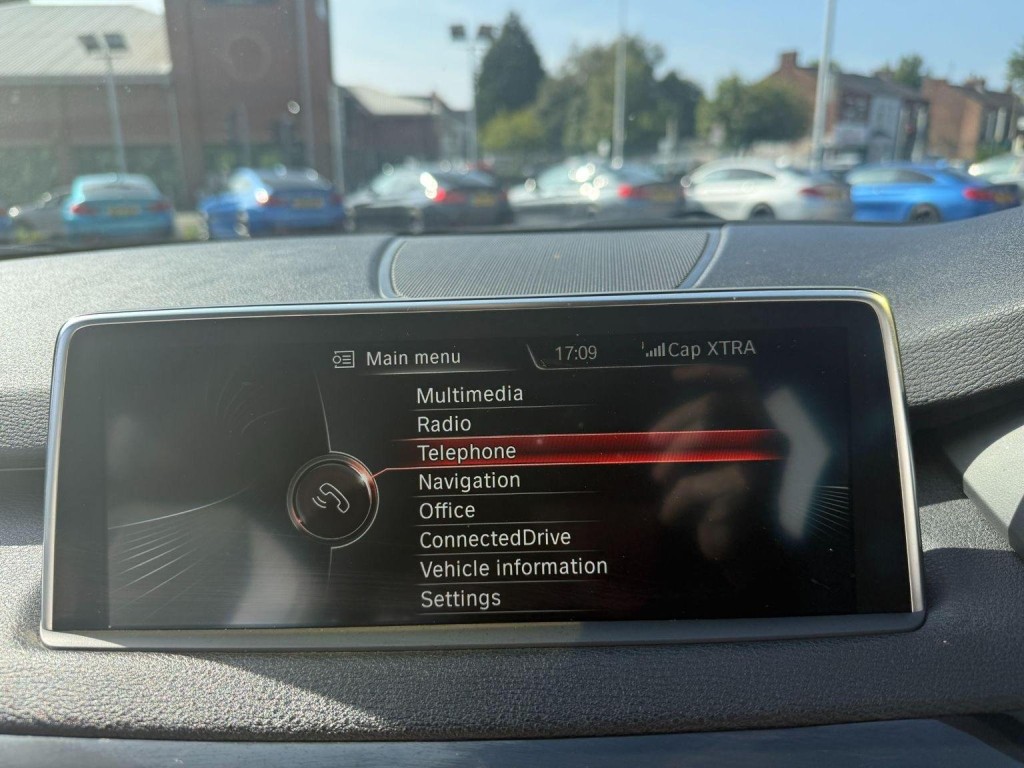 Main menu 17:09 Cap XTRA
Multimedia
Radio
Telephone
Navigation
Office
ConnectedDrive
Vehicle information
Settings